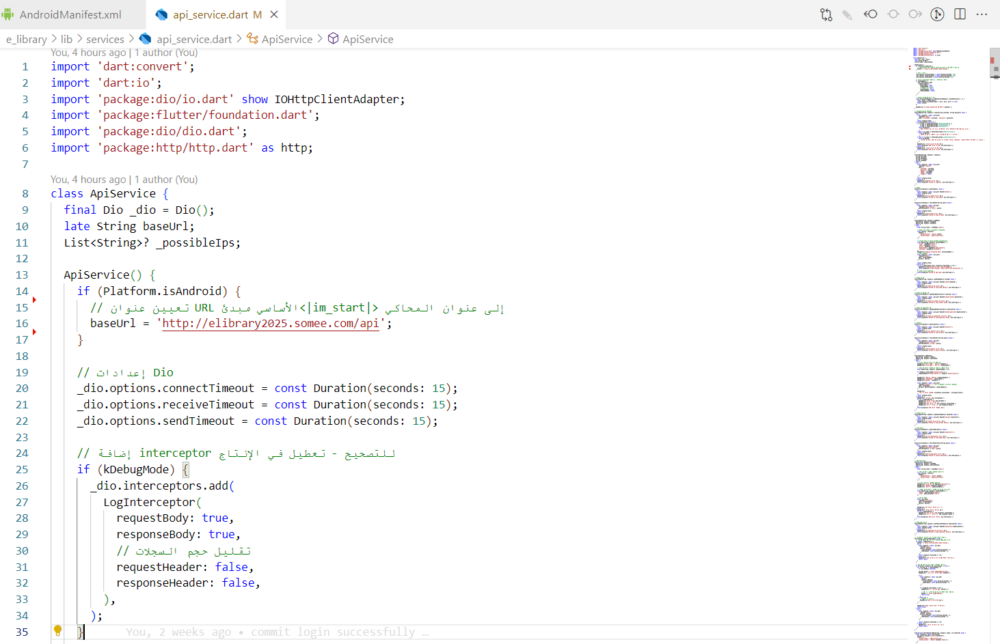 AndroidManifest.xml
api_service.dart M
e_library > lib > services > api_service.dart > ApiService > ApiService
You, 4 hours ago | 1 author (You)
1 import 'dart:convert';
2 import 'dart:io';
3 import 'package:dio/io.dart' show IOHttpClientAdapter;
4 import 'package:flutter/foundation.dart';
5 import 'package:dio/dio.dart';
6 import 'package:http/http.dart' as http;
7
You, 4 hours ago | 1 author (You)
8 class ApiService {
9 final Dio _dio = Dio();
10 late String baseUrl;
11 List<String>? _possibleIps;
12
13 ApiService() {
14 if (Platform.isAndroid) {
15 // تعيين عنوان URL الأساسي مبدئ<|im_start|> إلى عنوان المحاكي
16 baseUrl = 'http://elibrary2025.somee.com/api';
17 }
18
19 // إعدادات Dio
20 _dio.options.connectTimeout = const Duration(seconds: 15);
21 _dio.options.receiveTimeout = const Duration(seconds: 15);
22 _dio.options.sendTimeout = const Duration(seconds: 15);
23
24 // إضافة interceptor للتصحيح - تعطيل في الإنتاج
25 if (kDebugMode) {
26 _dio.interceptors.add(
27 LogInterceptor(
28 requestBody: true,
29 responseBody: true,
30 // تقليل حجم السجلات
31 requestHeader: false,
32 responseHeader: false,
33 ),
34 );
35 } You, 2 weeks ago • commit login successfully …